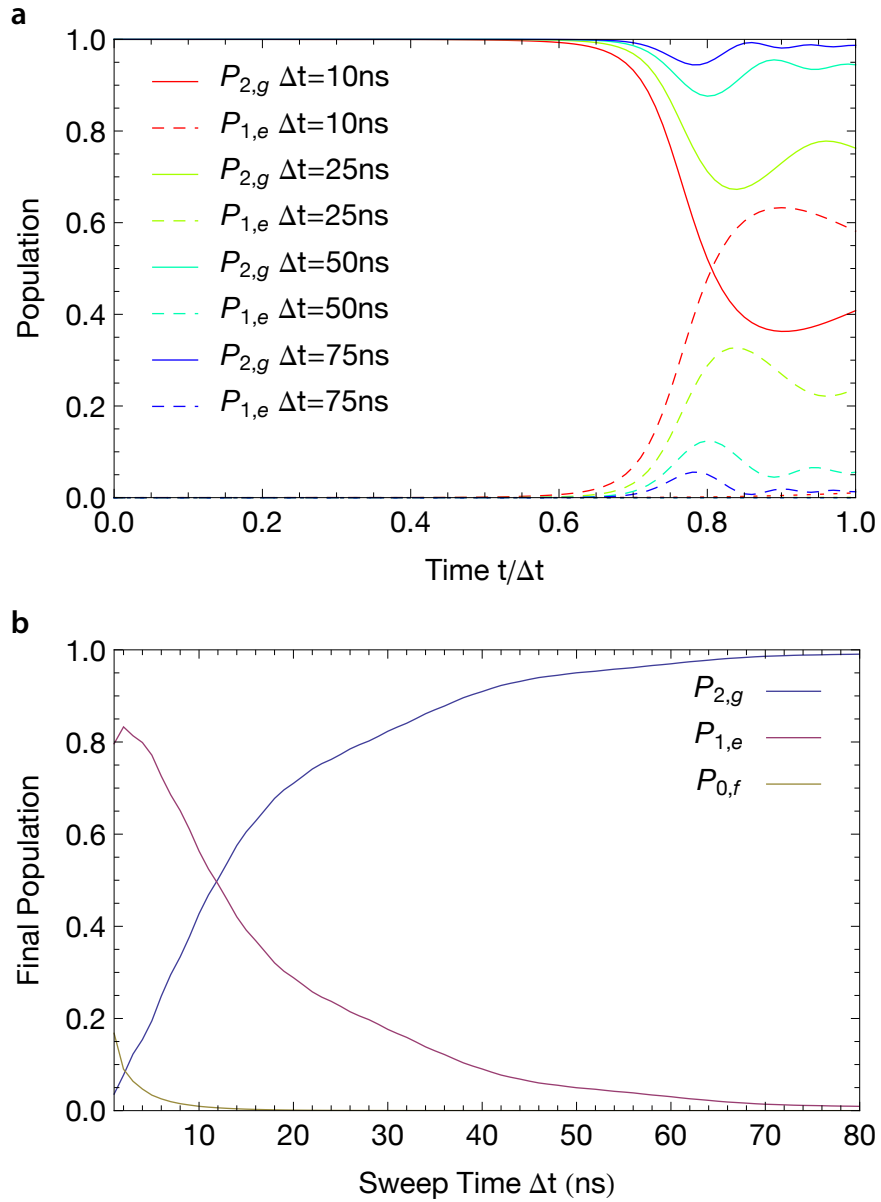 a
Population
1.0
0.8
0.6
0.4
0.2
0.0
P2,g Δt=10ns
P1,e Δt=10ns
P2,g Δt=25ns
P1,e Δt=25ns
P2,g Δt=50ns
P1,e Δt=50ns
P2,g Δt=75ns
P1,e Δt=75ns
0.0 0.2 0.4 0.6 0.8 1.0
Time t/Δt
b
Final Population
1.0
0.8
0.6
0.4
0.2
0.0
P2,g
P1,e
P0,f
10 20 30 40 50 60 70 80
Sweep Time Δt (ns)